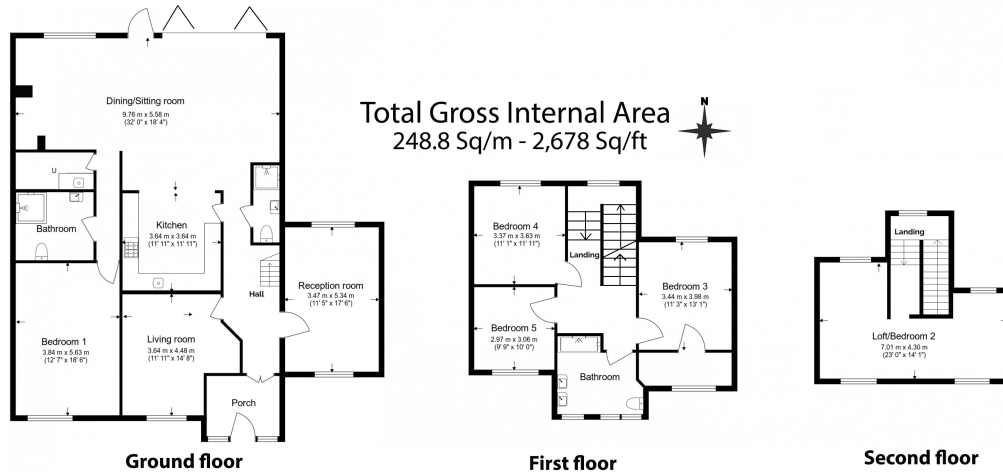 Total Gross Internal Area
248.8 Sq/m - 2,678 Sq/ft
N
Dining/Sitting room
9.76 m x 5.58 m
(32' 0" x 18' 4")
U
Bathroom
Kitchen
3.64 m x 3.64 m
(11' 11" x 11' 11")
Hall
Reception room
3.47 m x 5.34 m
(11' 5" x 17' 6")
Bedroom 1
3.84 m x 5.63 m
(12' 7" x 18' 6")
Living room
3.64 m x 4.48 m
(11' 11" x 14' 8")
Porch
Ground floor
Bedroom 4
3.37 m x 3.63 m
(11' 1" x 11' 11")
Landing
Bedroom 3
3.44 m x 3.98 m
(11' 3" x 13' 1")
Bedroom 5
2.97 m x 3.06 m
(9' 9" x 10' 0")
Bathroom
First floor
Landing
Loft/Bedroom 2
7.01 m x 4.30 m
(23' 0" x 14' 1")
Second floor